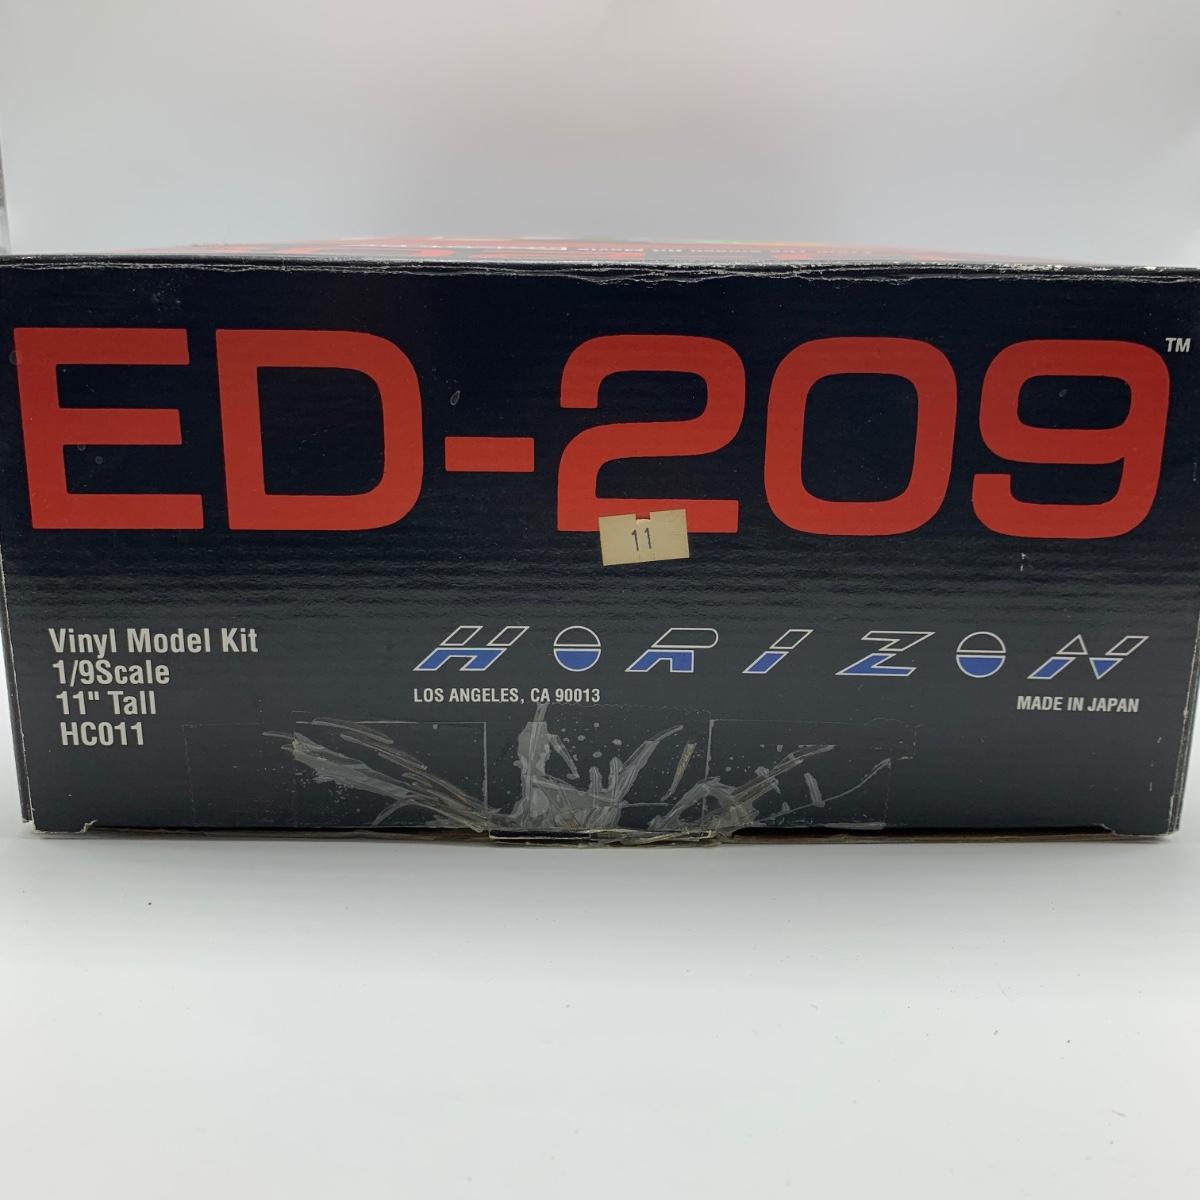 ED-209™
11
Vinyl Model Kit
1/9Scale
11" Tall
HC011
HORIZON
LOS ANGELES, CA 90013
MADE IN JAPAN